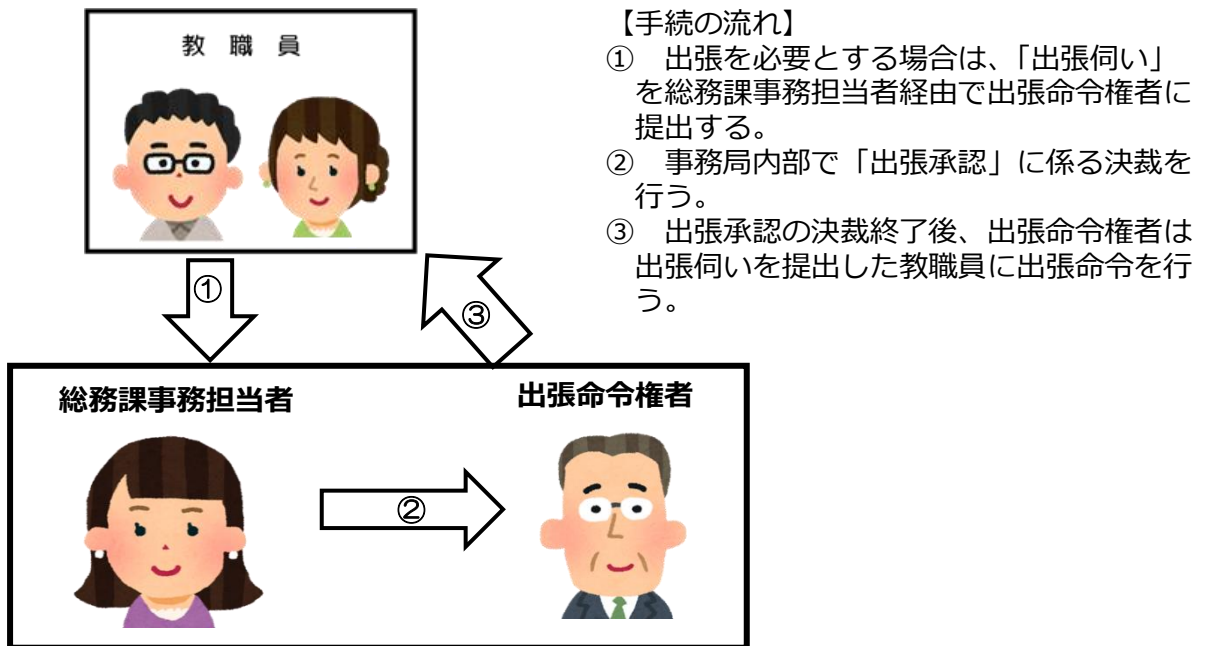 教 職 員
【手続の流れ】
① 出張を必要とする場合は、「出張伺い」
を総務課事務担当者経由で出張命令権者に
提出する。
② 事務局内部で「出張承認」に係る決裁を
行う。
③ 出張承認の決裁終了後、出張命令権者は
出張伺いを提出した教職員に出張命令を行
う。
①
③
総務課事務担当者
出張命令権者
②